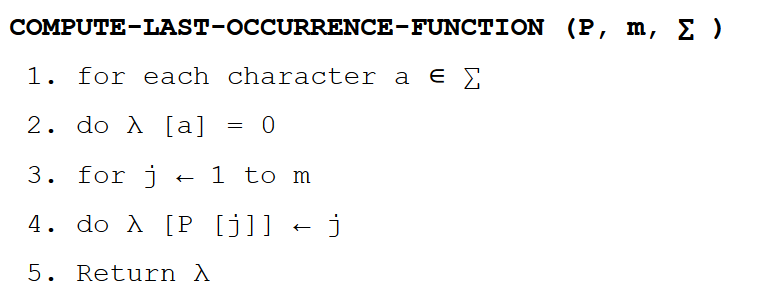 COMPUTE-LAST-OCCURRENCE-FUNCTION (P, m, ∑ )
1. for each character a ∈ ∑
2. do λ [a] = 0
3. for j ← 1 to m
4. do λ [P [j]] ← j
5. Return λ